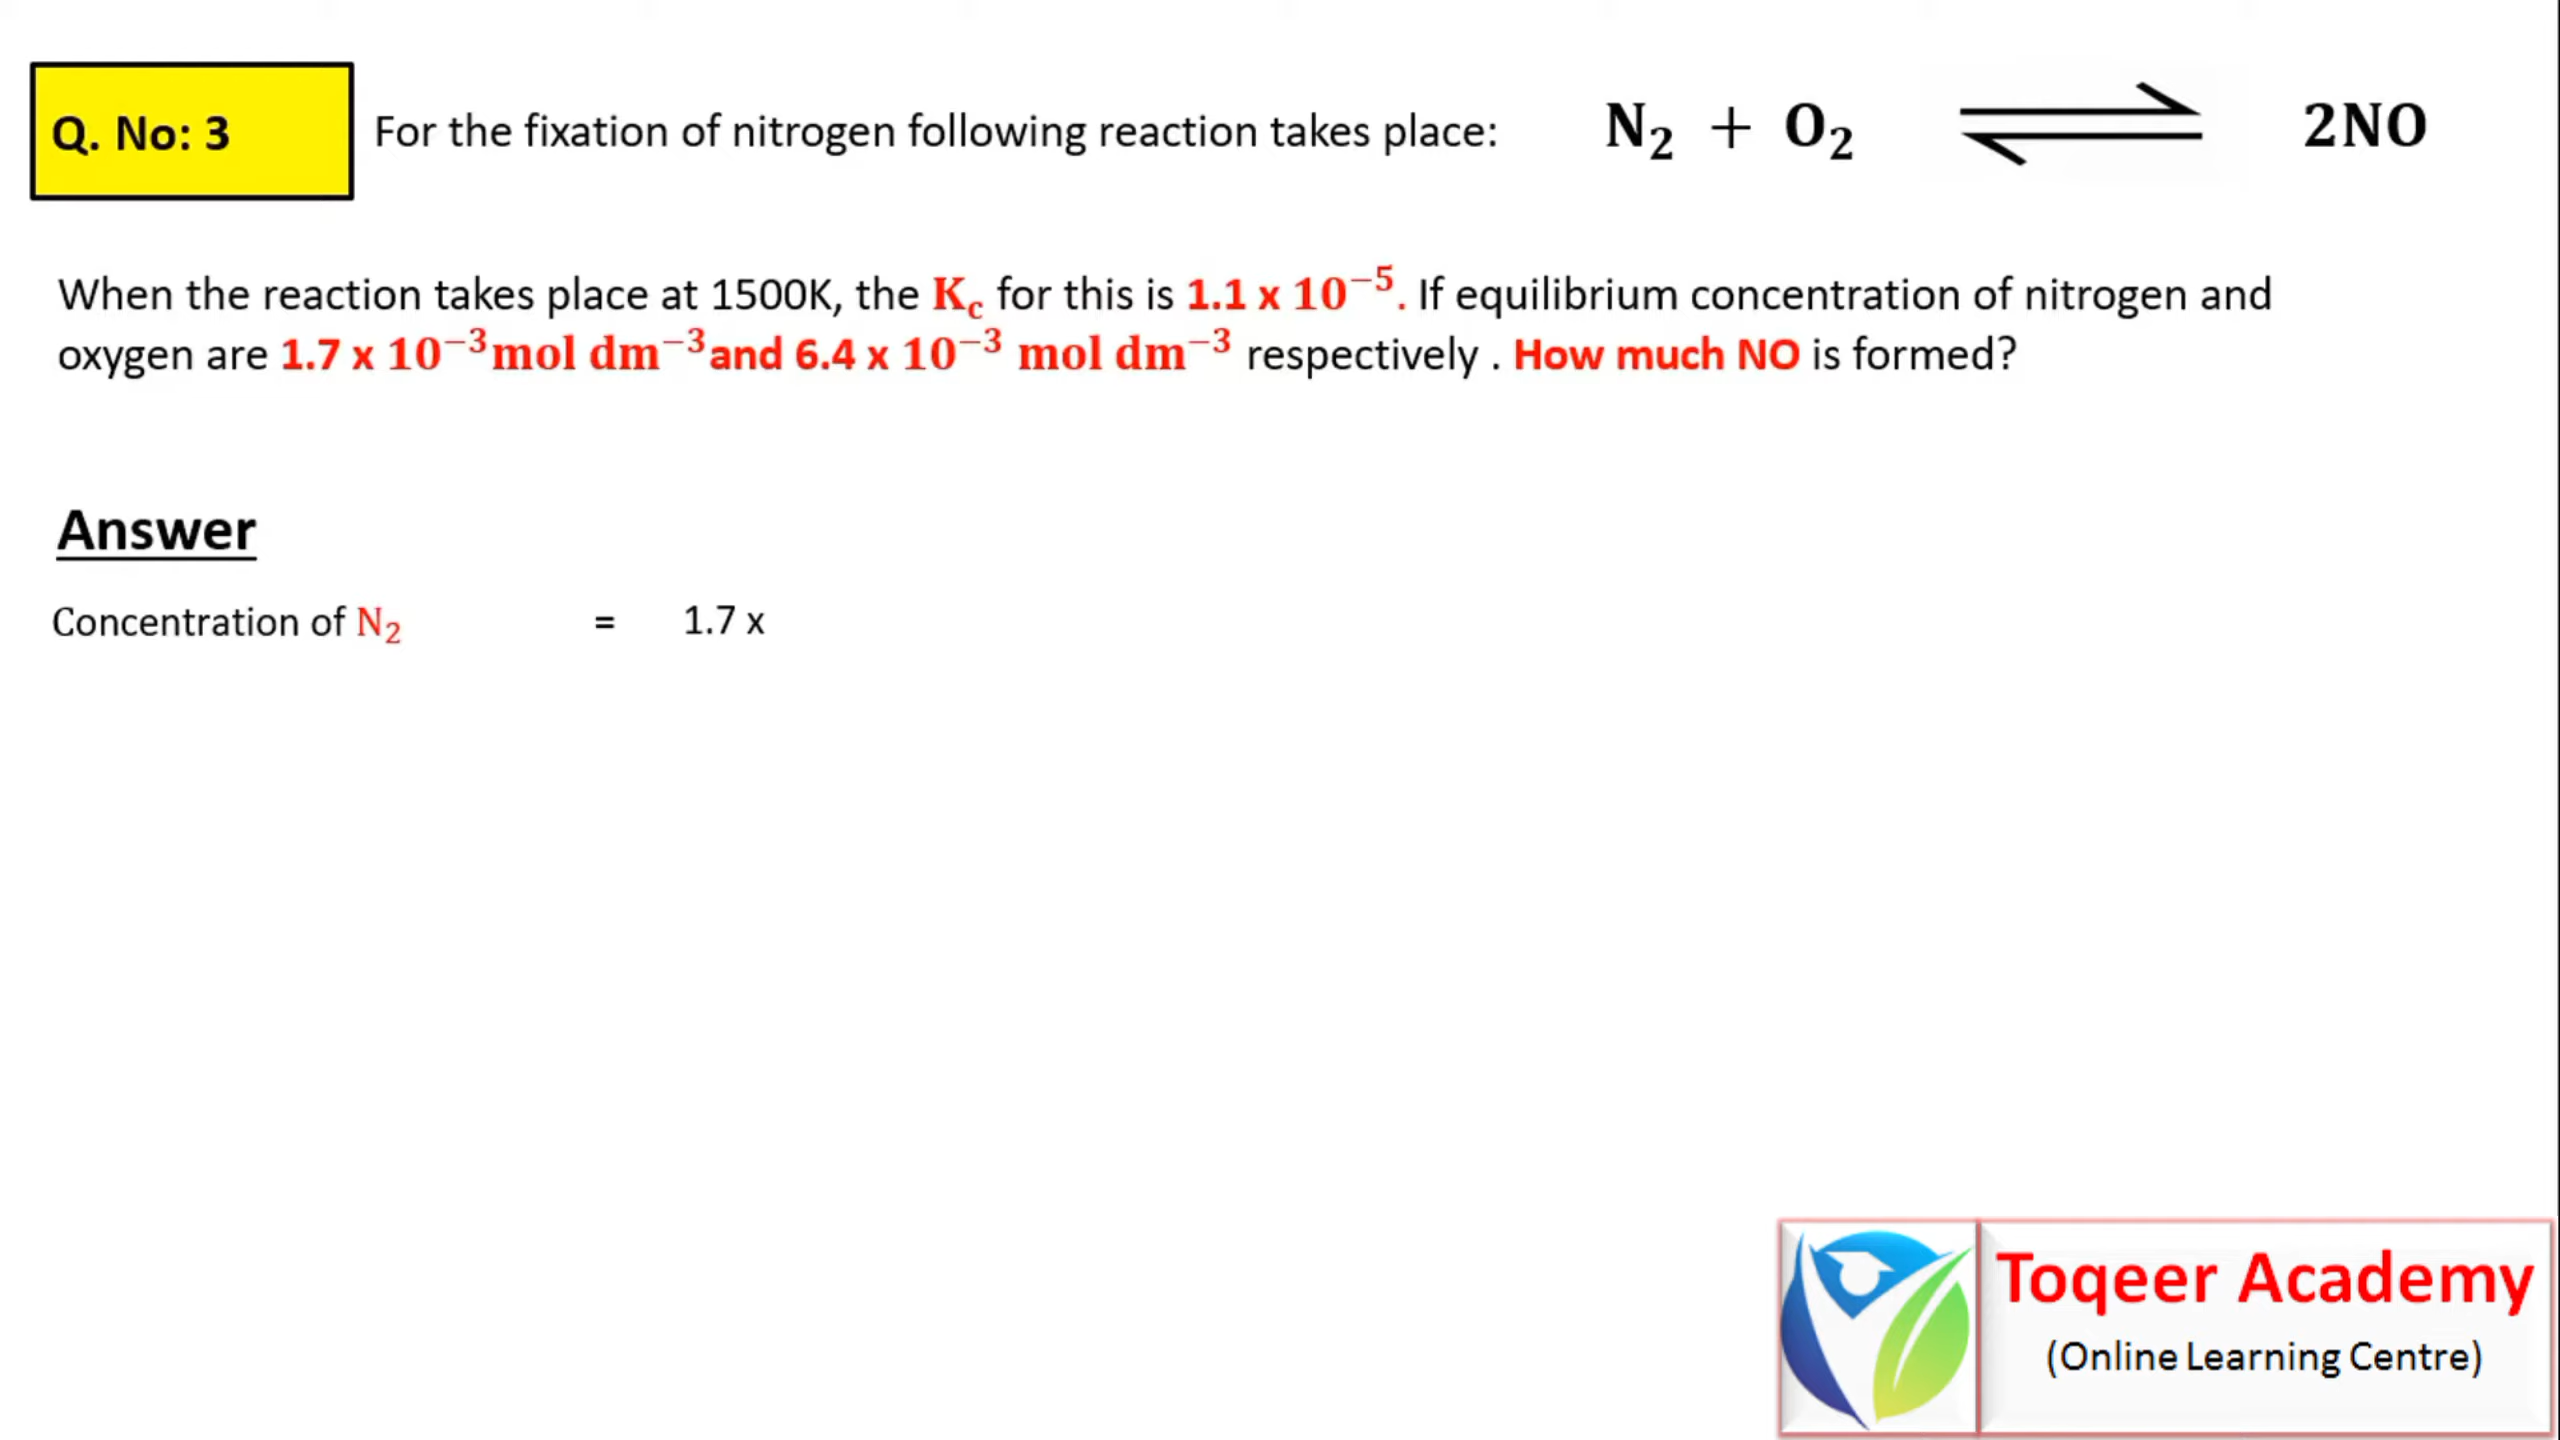 Q. No: 3 For the fixation of nitrogen following reaction takes place: N₂ + O₂ ⇌ 2NO
When the reaction takes place at 1500K, the K_c for this is 1.1 x 10⁻⁵. If equilibrium concentration of nitrogen and
oxygen are 1.7 x 10⁻³mol dm⁻³and 6.4 x 10⁻³ mol dm⁻³ respectively . How much NO is formed?
Answer
Concentration of N₂ = 1.7 x
Toqeer Academy
(Online Learning Centre)